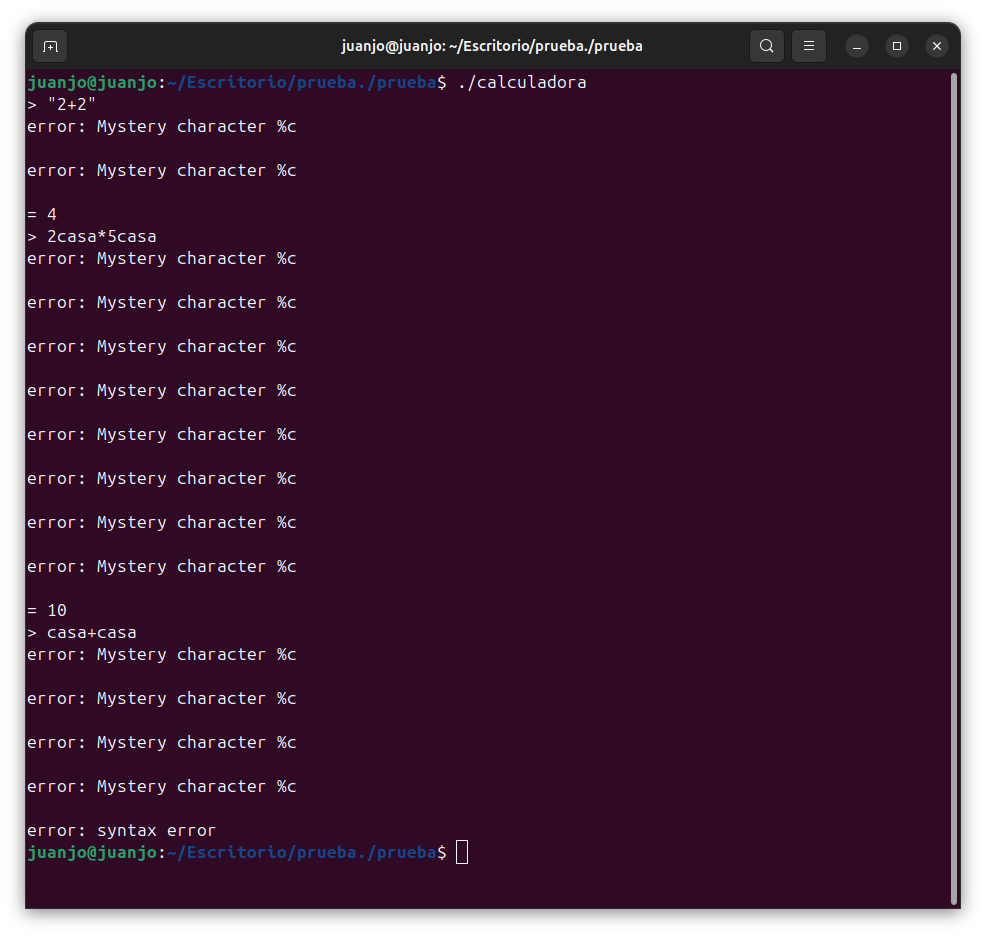 juanjo@juanjo: ~/Escritorio/prueba./prueba
juanjo@juanjo:~/Escritorio/prueba./prueba$ ./calculadora
> "2+2"
error: Mystery character %c
error: Mystery character %c
= 4
> 2casa*5casa
error: Mystery character %c
error: Mystery character %c
error: Mystery character %c
error: Mystery character %c
error: Mystery character %c
error: Mystery character %c
error: Mystery character %c
error: Mystery character %c
= 10
> casa+casa
error: Mystery character %c
error: Mystery character %c
error: Mystery character %c
error: Mystery character %c
error: syntax error
juanjo@juanjo:~/Escritorio/prueba./prueba$